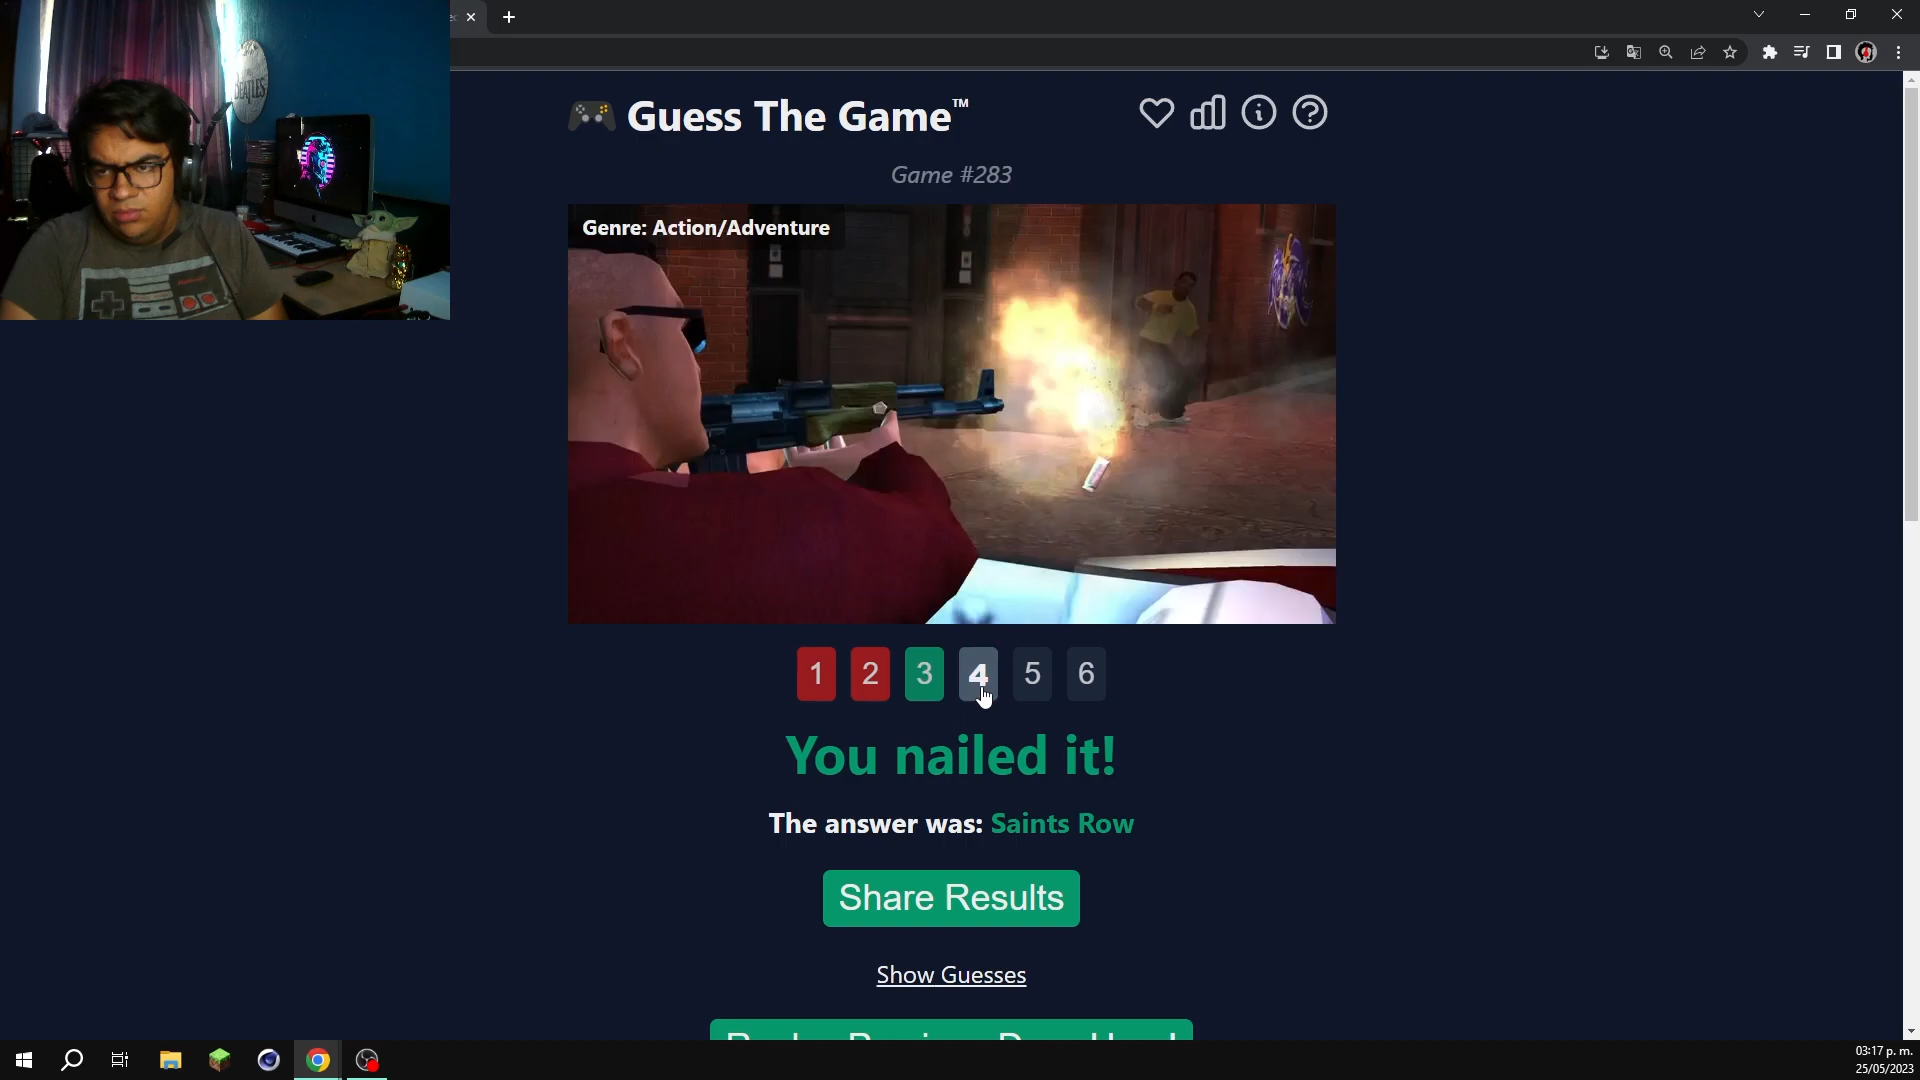 Guess The Game™
Game #283
Genre: Action/Adventure
1 2 3 4 5 6
You nailed it!
The answer was: Saints Row
Share Results
Show Guesses
BEATLES
03:17 p. m.
25/05/2023